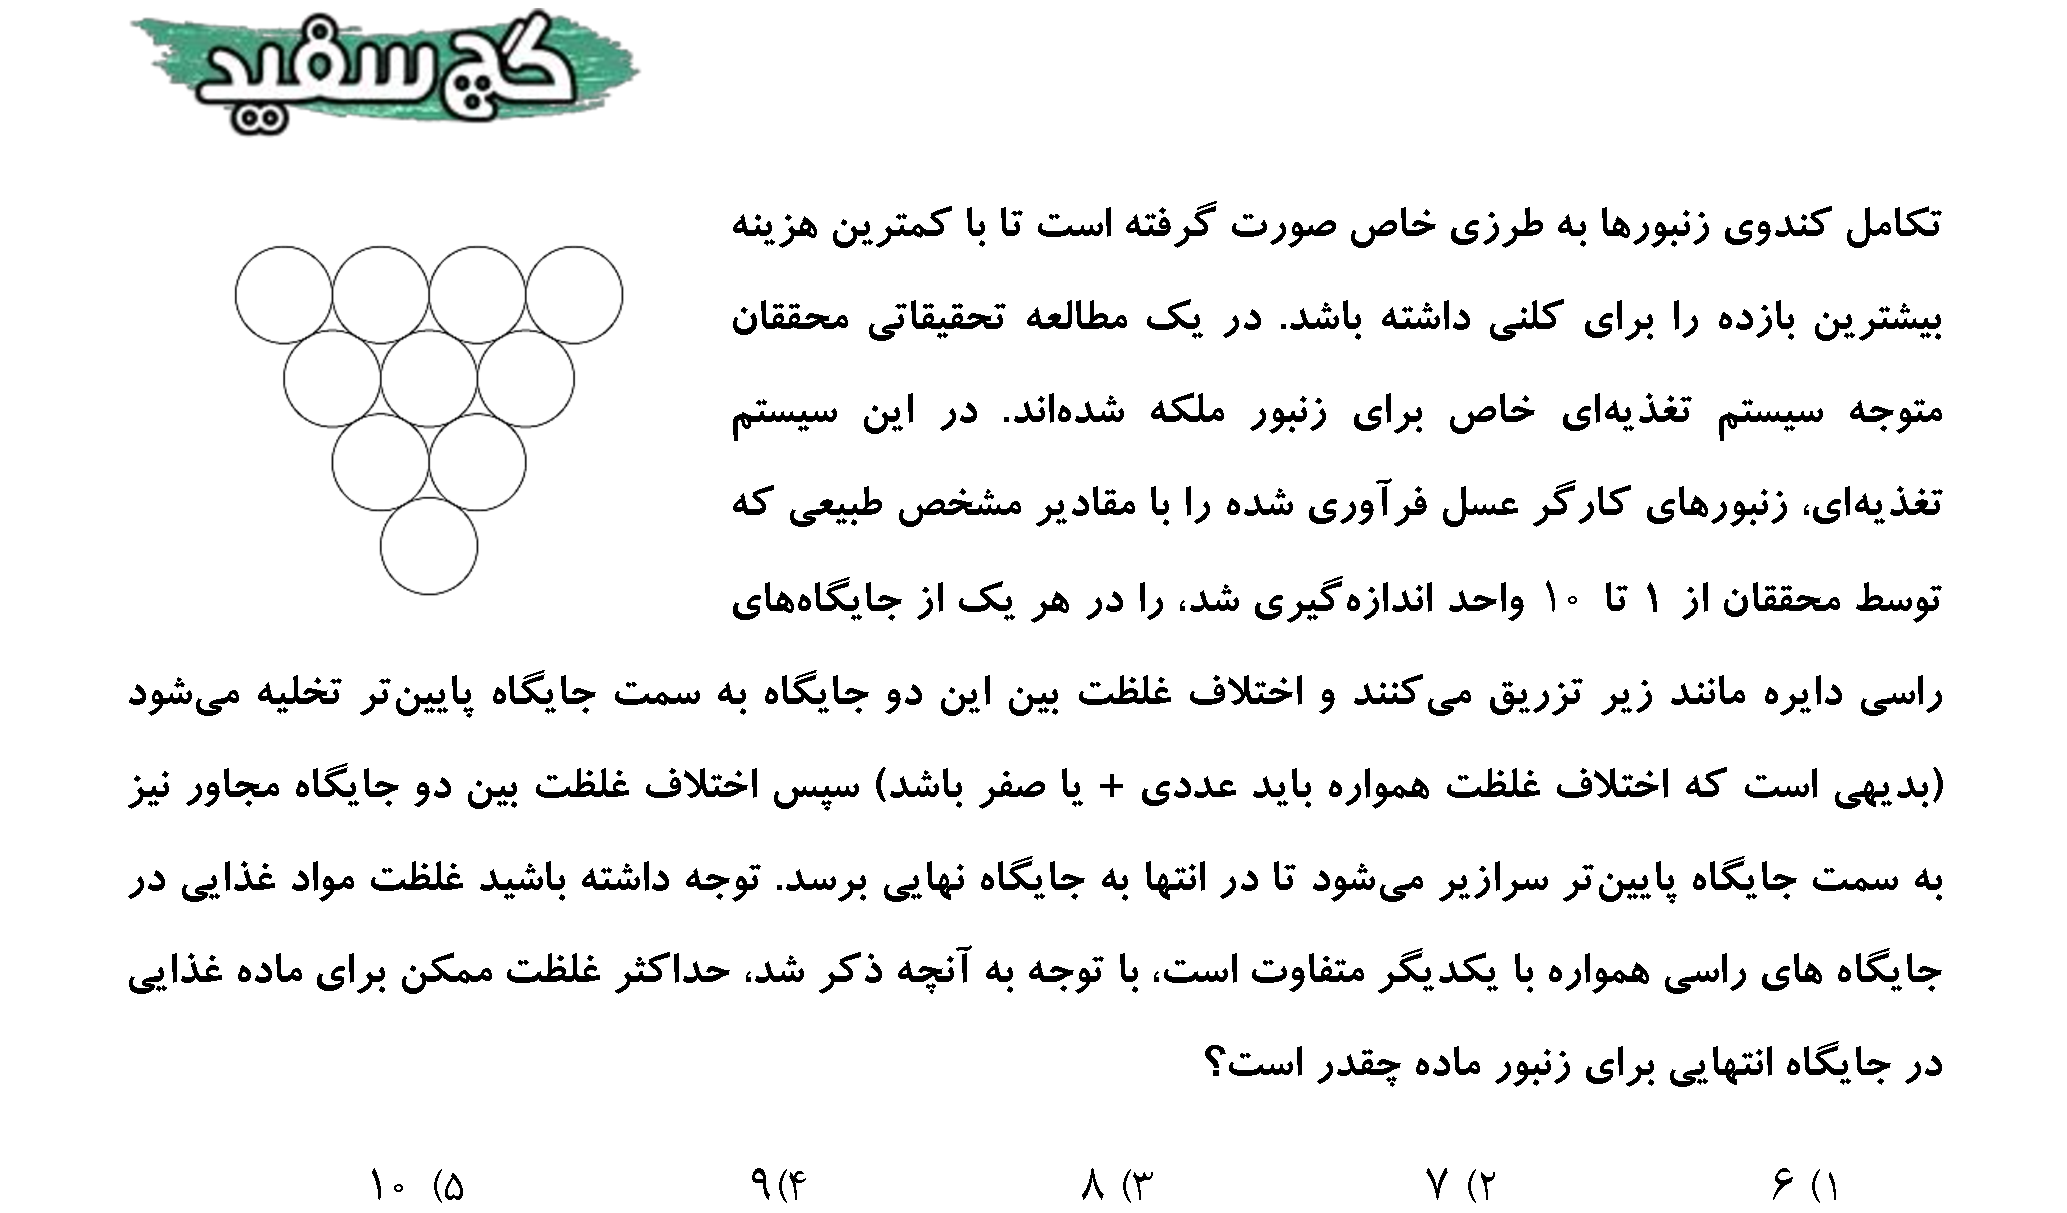 گچ سفید
تکامل کندوی زنبورها به طرزی خاص صورت گرفته است تا با کمترین هزینه
بیشترین بازده را برای کلنی داشته باشد. در یک مطالعه تحقیقاتی محققان
متوجه سیستم تغذیه‌ای خاص برای زنبور ملکه شده‌اند. در این سیستم
تغذیه‌ای، زنبورهای کارگر عسل فرآوری شده را با مقادیر مشخص طبیعی که
توسط محققان از ۱ تا ۱۰ واحد اندازه‌گیری شد، را در هر یک از جایگاه‌های
راسی دایره مانند زیر تزریق می‌کنند و اختلاف غلظت بین این دو جایگاه به سمت جایگاه پایین‌تر تخلیه می‌شود
(بدیهی است که اختلاف غلظت همواره باید عددی + یا صفر باشد) سپس اختلاف غلظت بین دو جایگاه مجاور نیز
به سمت جایگاه پایین‌تر سرازیر می‌شود تا در انتها به جایگاه نهایی برسد. توجه داشته باشید غلظت مواد غذایی در
جایگاه های راسی همواره با یکدیگر متفاوت است، با توجه به آنچه ذکر شد، حداکثر غلظت ممکن برای ماده غذایی
در جایگاه انتهایی برای زنبور ماده چقدر است؟
۱) ۶ ۲) ۷ ۳) ۸ ۴) ۹ ۵) ۱۰